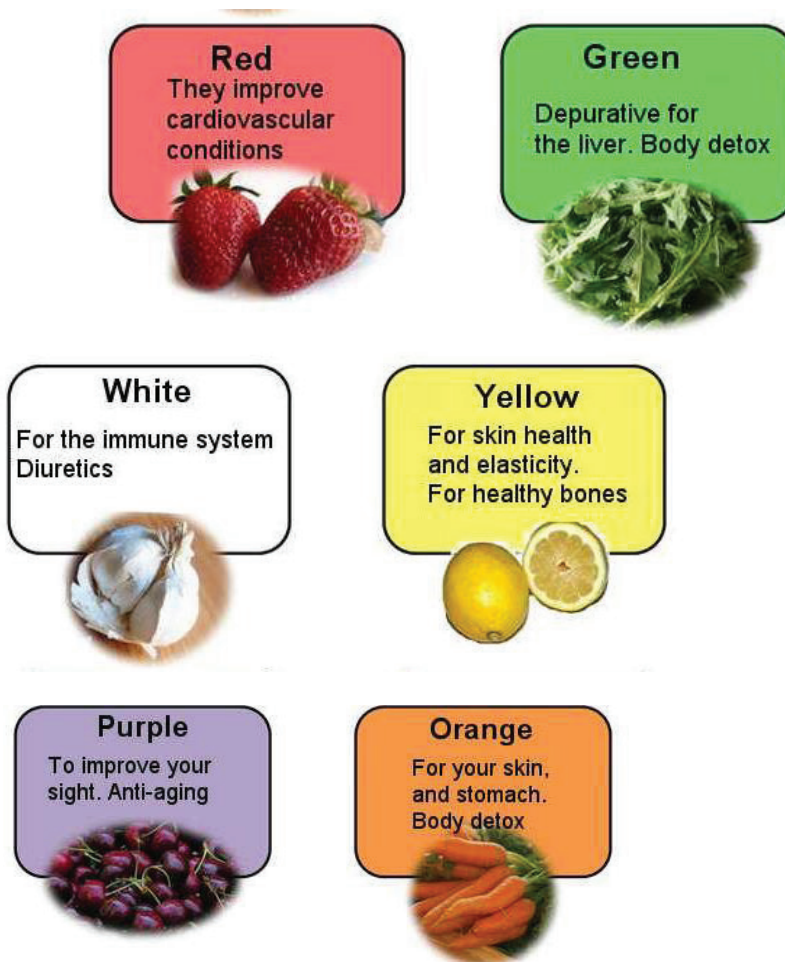 Red
They improve
cardiovascular
conditions
Green
Depurative for
the liver. Body detox
White
For the immune system
Diuretics
Yellow
For skin health
and elasticity.
For healthy bones
Purple
To improve your
sight. Anti-aging
Orange
For your skin,
and stomach.
Body detox